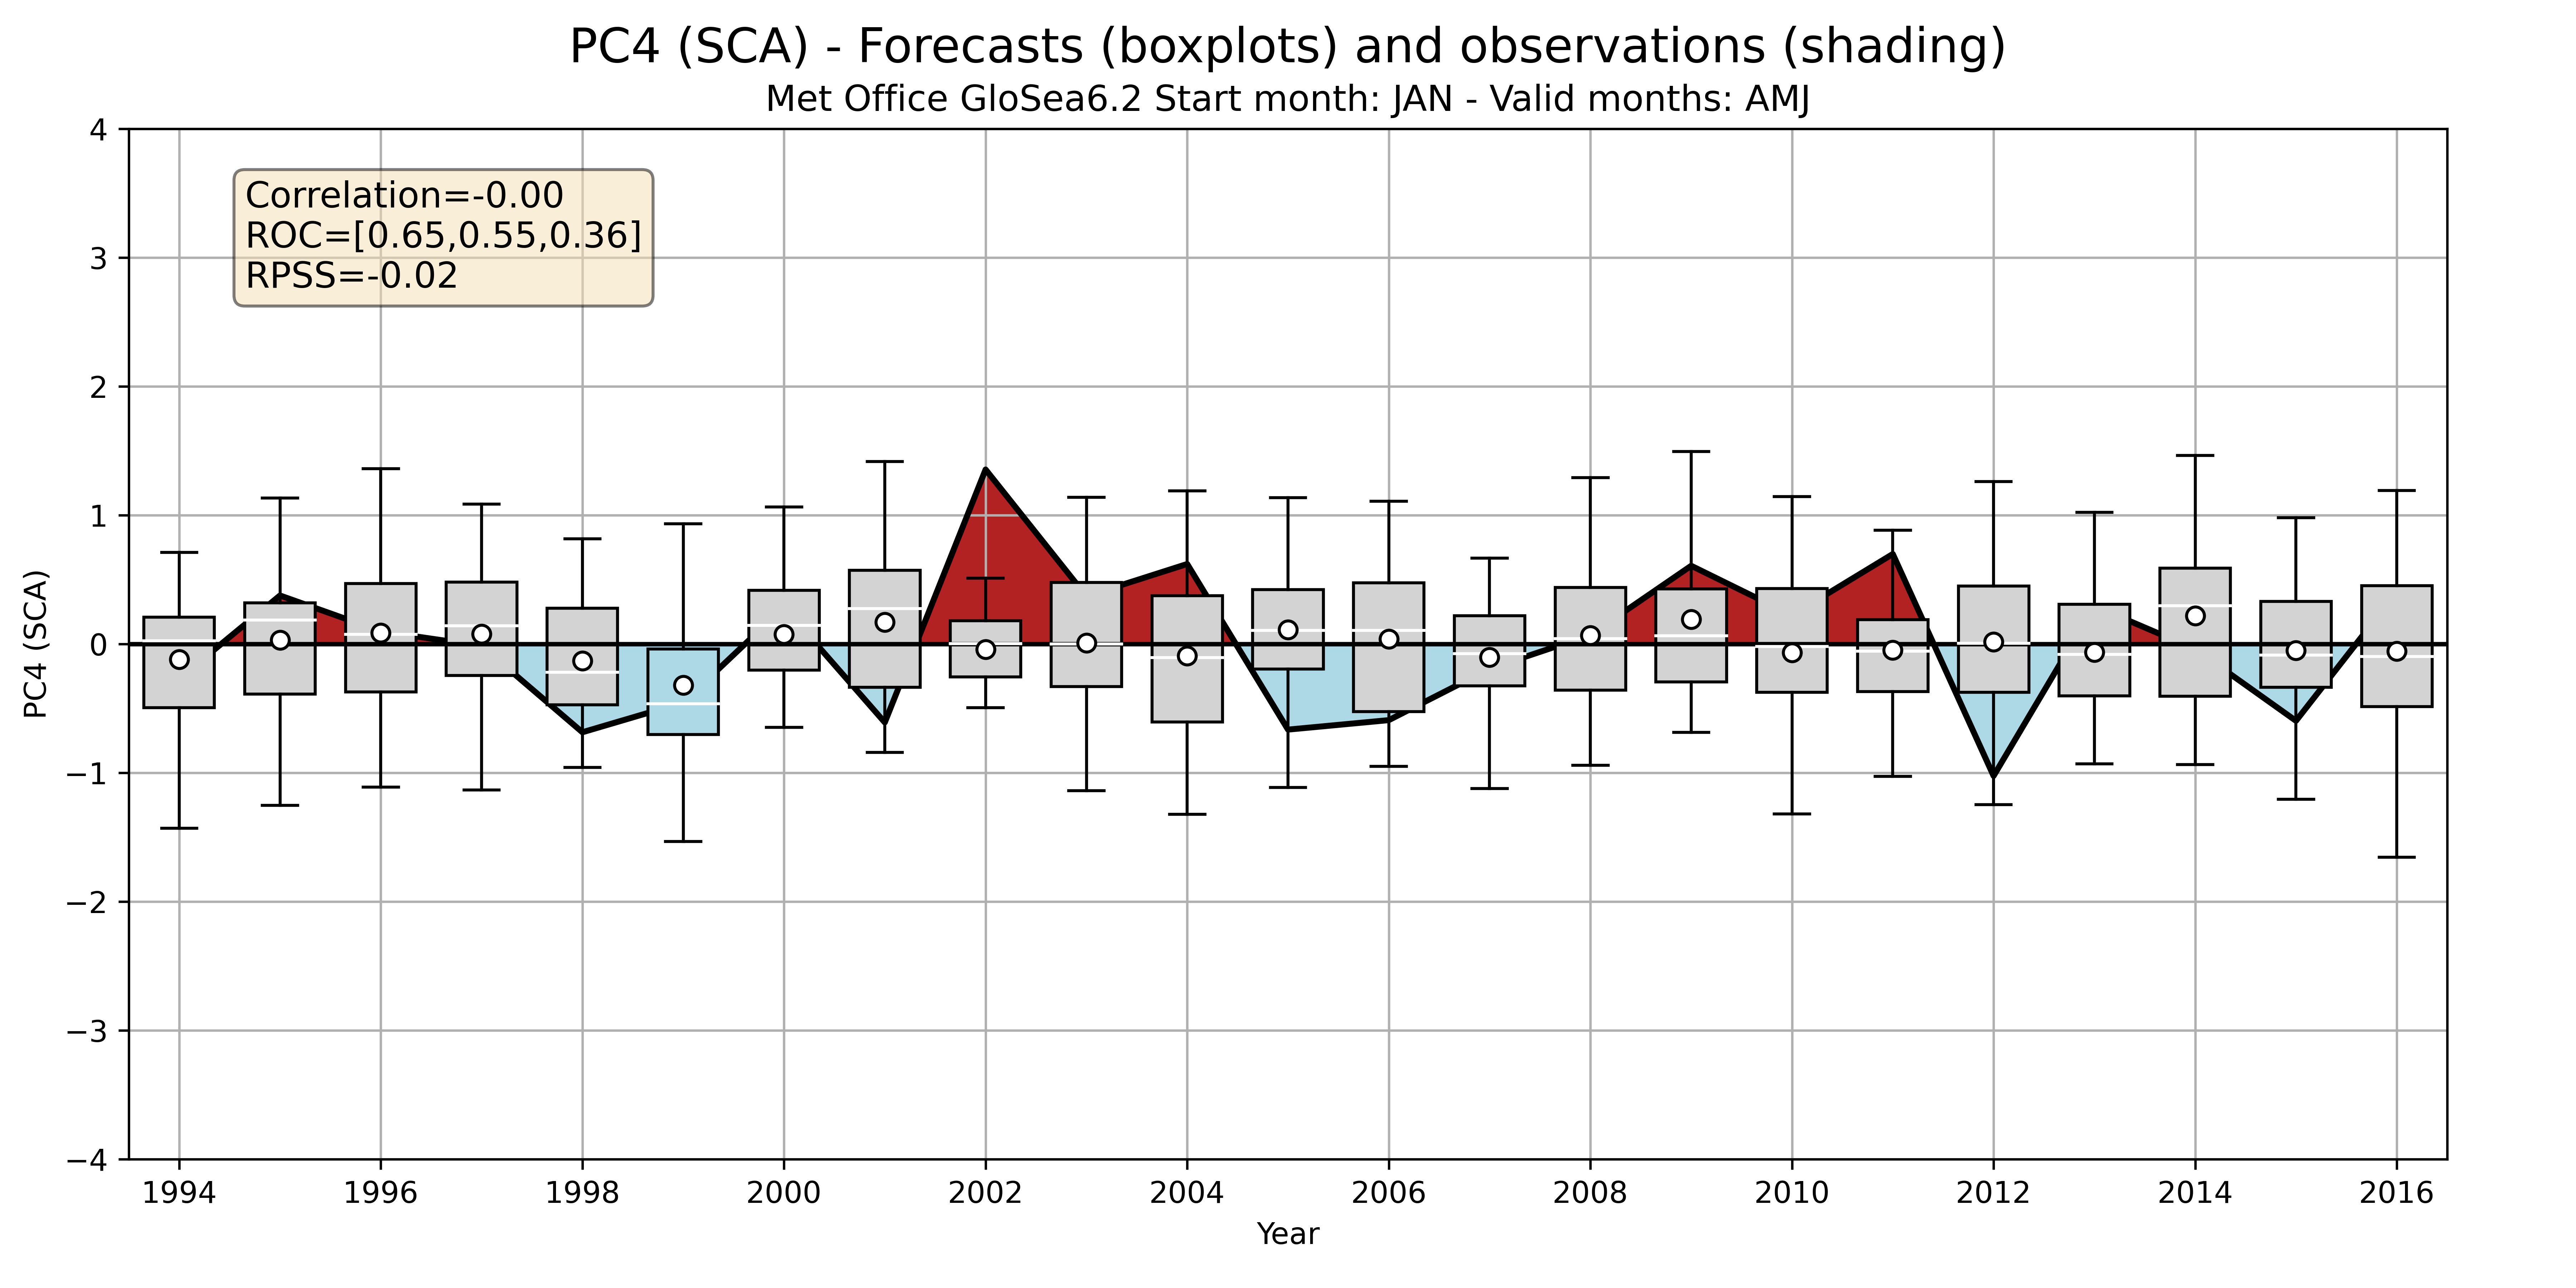 PC4 (SCA) - Forecasts (boxplots) and observations (shading)
Met Office GloSea6.2 Start month: JAN - Valid months: AMJ
Correlation=-0.00
ROC=[0.65,0.55,0.36]
RPSS=-0.02
PC4 (SCA)
4
3
2
1
0
−1
−2
−3
−4
1994 1996 1998 2000 2002 2004 2006 2008 2010 2012 2014 2016
Year